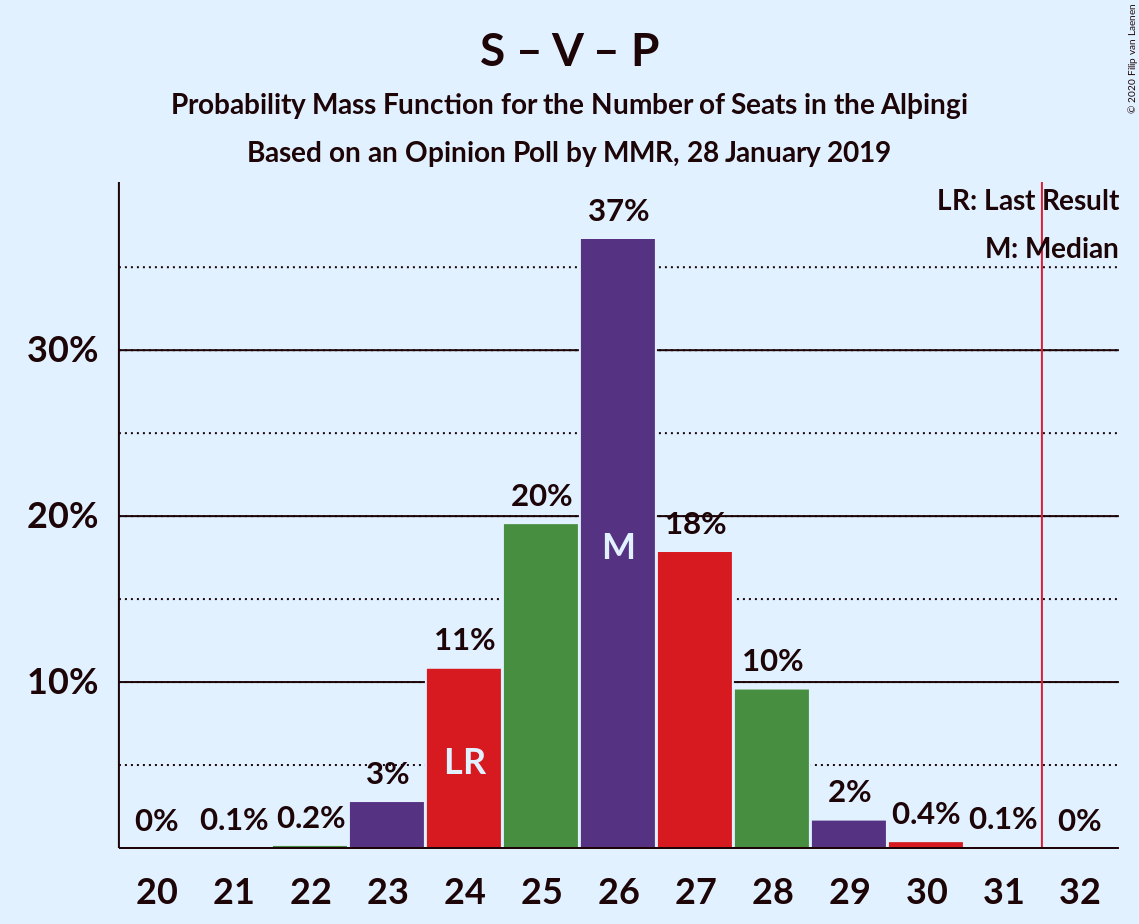 S – V – P
Probability Mass Function for the Number of Seats in the Alþingi
Based on an Opinion Poll by MMR, 28 January 2019
© 2020 Filip van Laenen
LR: Last Result
M: Median
37%
30%
20%
20%
18%
M
11%
10%
10%
LR
3%
2%
0%
0.1%
0.2%
0.4%
0.1%
0%
20 21 22 23 24 25 26 27 28 29 30 31 32